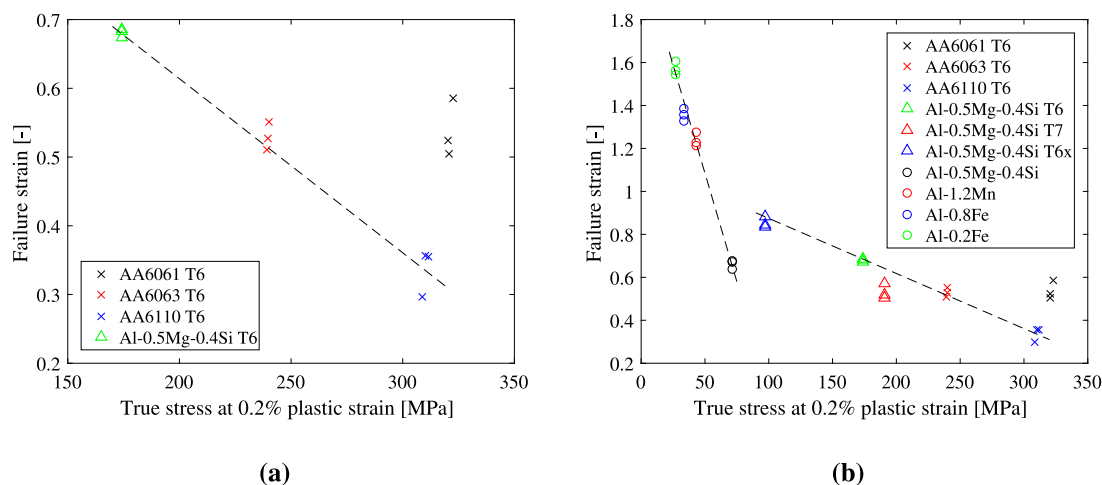 0.7
0.6
0.5
0.4
0.3
0.2
150
200
250
300
350
Failure strain [-]
True stress at 0.2% plastic strain [MPa]
AA6061 T6
AA6063 T6
AA6110 T6
Al-0.5Mg-0.4Si T6
(a)
1.8
1.6
1.4
1.2
1
0.8
0.6
0.4
0.2
0
50
100
150
200
250
300
350
Failure strain [-]
True stress at 0.2% plastic strain [MPa]
AA6061 T6
AA6063 T6
AA6110 T6
Al-0.5Mg-0.4Si T6
Al-0.5Mg-0.4Si T7
Al-0.5Mg-0.4Si T6x
Al-0.5Mg-0.4Si
Al-1.2Mn
Al-0.8Fe
Al-0.2Fe
(b)